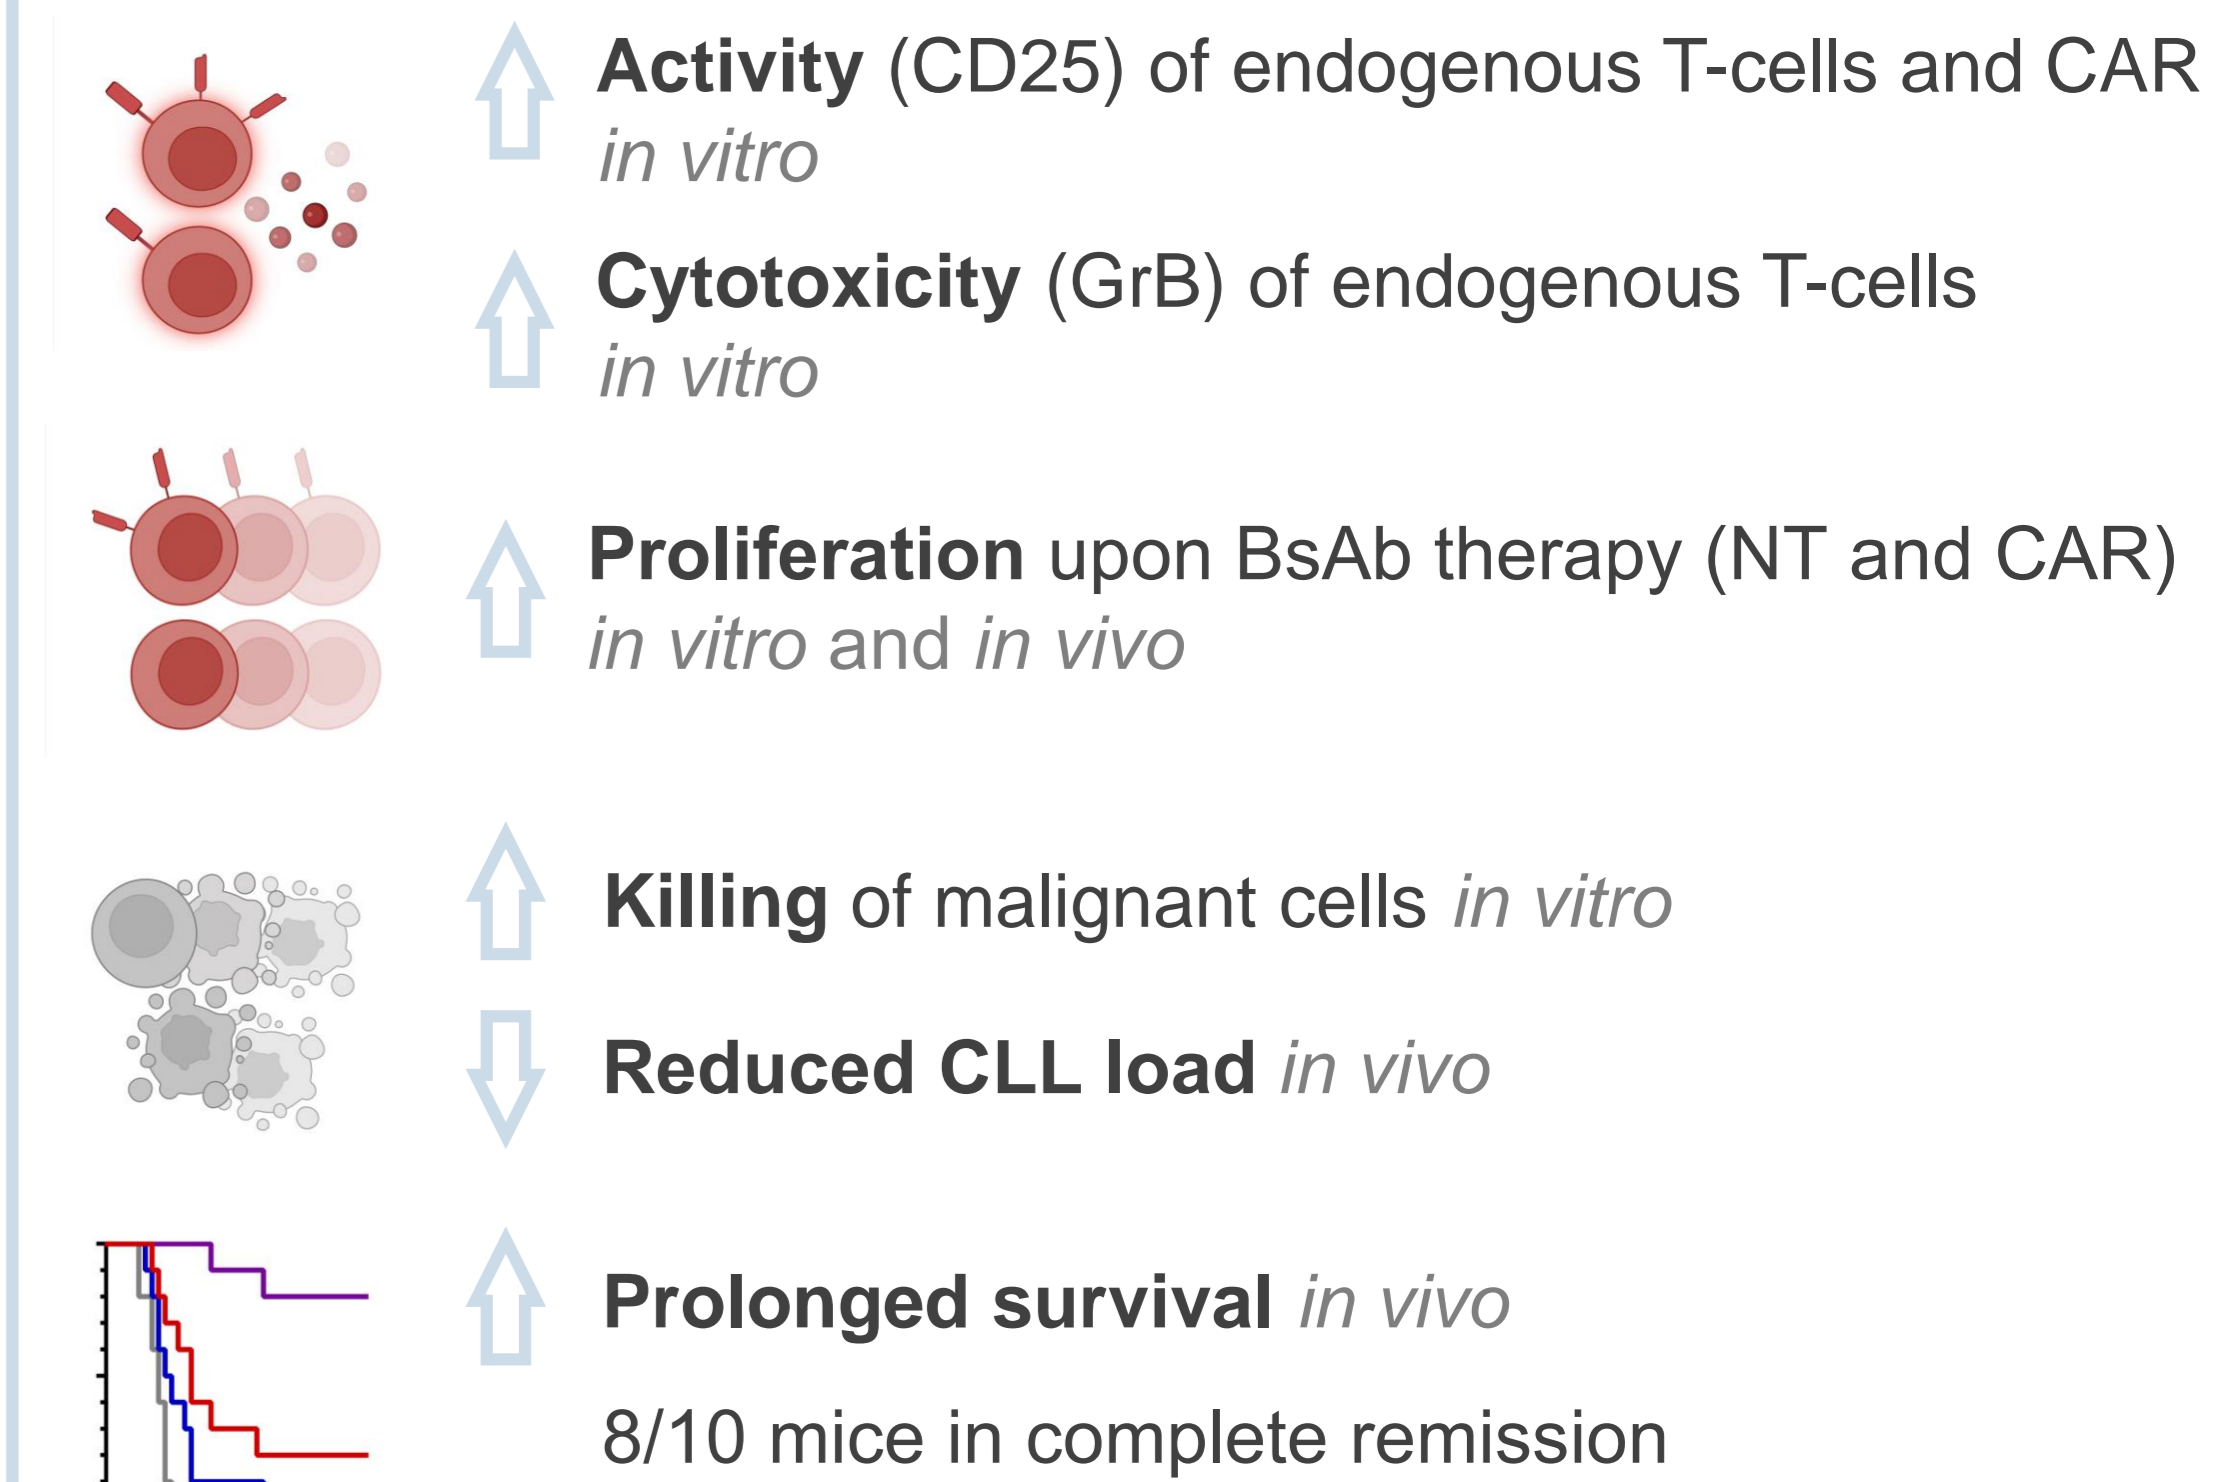 Activity (CD25) of endogenous T-cells and CAR
in vitro
Cytotoxicity (GrB) of endogenous T-cells
in vitro
Proliferation upon BsAb therapy (NT and CAR)
in vitro and in vivo
Killing of malignant cells in vitro
Reduced CLL load in vivo
Prolonged survival in vivo
8/10 mice in complete remission